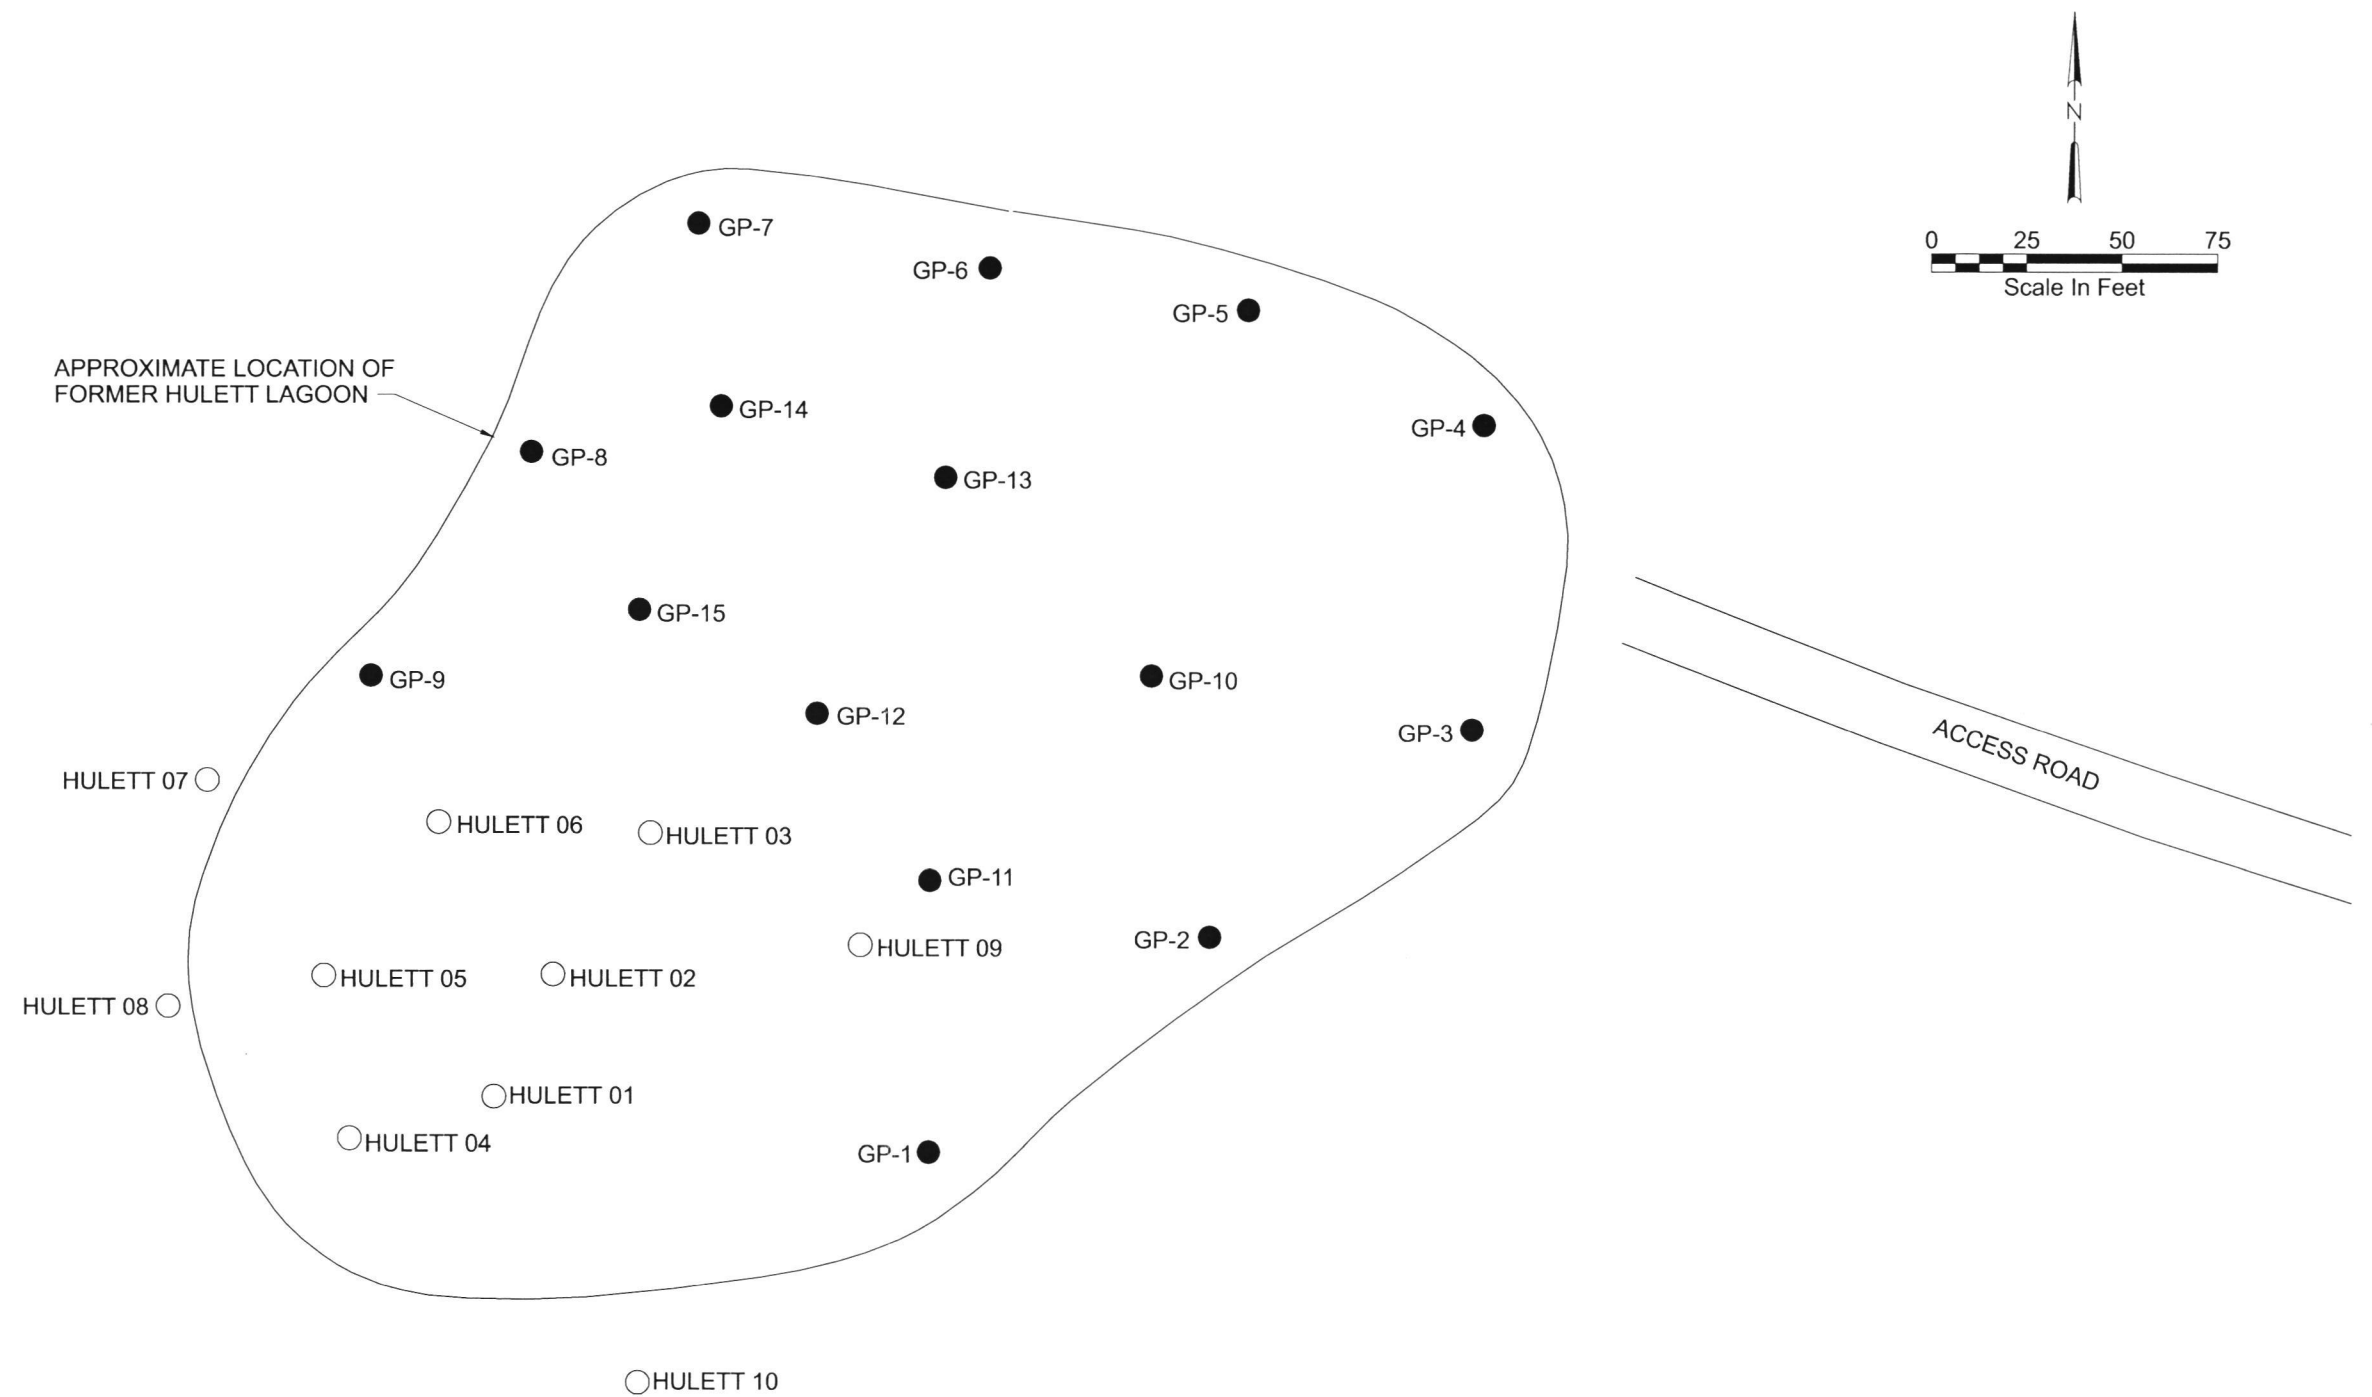 N
0 25 50 75
Scale In Feet
GP-7
GP-6
GP-5
APPROXIMATE LOCATION OF
FORMER HULETT LAGOON
GP-14
GP-4
GP-8
GP-13
GP-15
GP-9
GP-10
GP-12
GP-3
ACCESS ROAD
HULETT 07
HULETT 06
HULETT 03
GP-11
GP-2
HULETT 09
HULETT 05
HULETT 02
HULETT 08
HULETT 01
HULETT 04
GP-1
HULETT 10